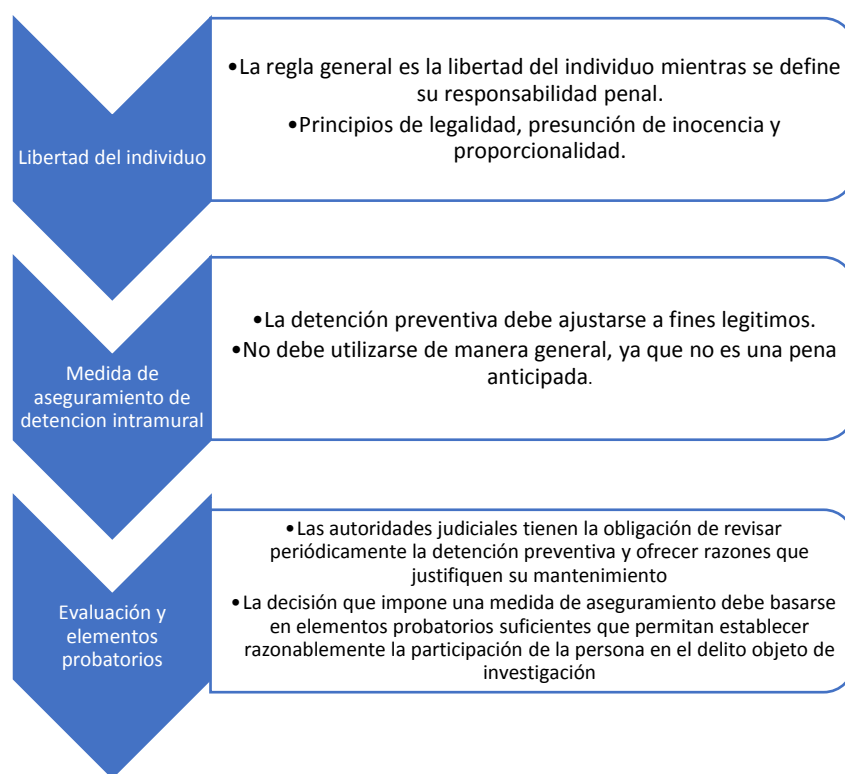 Libertad del individuo
•La regla general es la libertad del individuo mientras se define
su responsabilidad penal.
•Principios de legalidad, presunción de inocencia y
proporcionalidad.
Medida de
aseguramiento de
detencion intramural
•La detención preventiva debe ajustarse a fines legitimos.
•No debe utilizarse de manera general, ya que no es una pena
anticipada.
Evaluación y
elementos
probatorios
•Las autoridades judiciales tienen la obligación de revisar
periódicamente la detención preventiva y ofrecer razones que
justifiquen su mantenimiento
•La decisión que impone una medida de aseguramiento debe basarse
en elementos probatorios suficientes que permitan establecer
razonablemente la participación de la persona en el delito objeto de
investigación